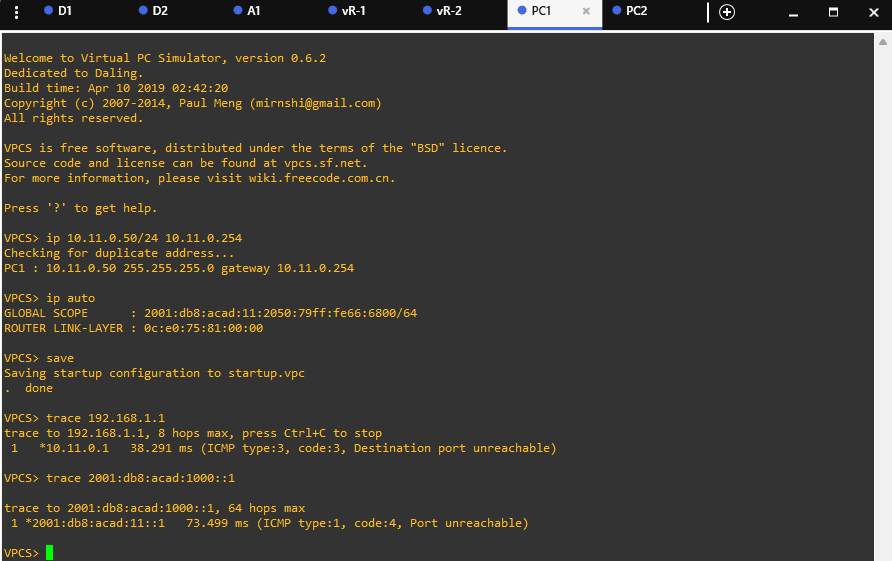 D1 D2 A1 vR-1 vR-2 PC1 PC2
Welcome to Virtual PC Simulator, version 0.6.2
Dedicated to Daling.
Build time: Apr 10 2019 02:42:20
Copyright (c) 2007-2014, Paul Meng (mirnshi@gmail.com)
All rights reserved.
VPCS is free software, distributed under the terms of the "BSD" licence.
Source code and license can be found at vpcs.sf.net.
For more information, please visit wiki.freecode.com.cn.
Press '?' to get help.
VPCS> ip 10.11.0.50/24 10.11.0.254
Checking for duplicate address...
PC1 : 10.11.0.50 255.255.255.0 gateway 10.11.0.254
VPCS> ip auto
GLOBAL SCOPE      : 2001:db8:acad:11:2050:79ff:fe66:6800/64
ROUTER LINK-LAYER : 0c:e0:75:81:00:00
VPCS> save
Saving startup configuration to startup.vpc
.  done
VPCS> trace 192.168.1.1
trace to 192.168.1.1, 8 hops max, press Ctrl+C to stop
 1   *10.11.0.1   38.291 ms (ICMP type:3, code:3, Destination port unreachable)
VPCS> trace 2001:db8:acad:1000::1
trace to 2001:db8:acad:1000::1, 64 hops max
 1 *2001:db8:acad:11::1   73.499 ms (ICMP type:1, code:4, Port unreachable)
VPCS>